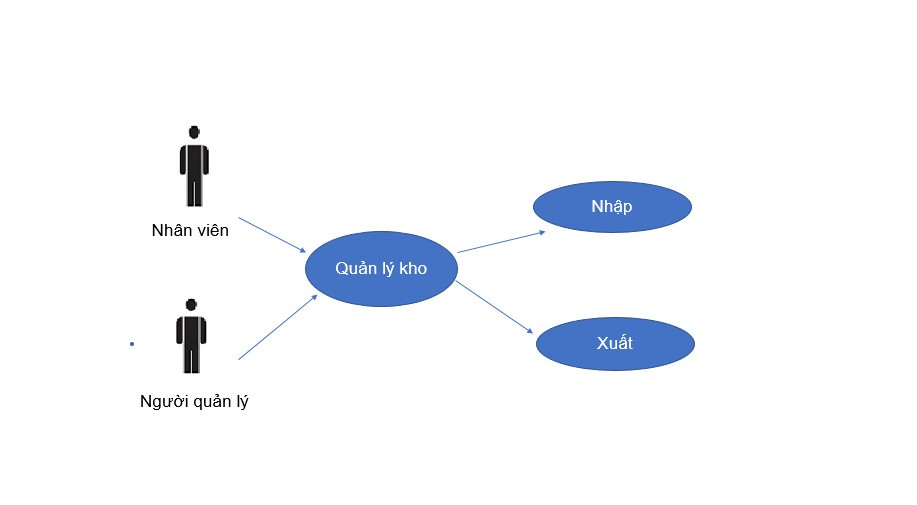 Nhân viên
Nhập
Quản lý kho
Xuất
Người quản lý